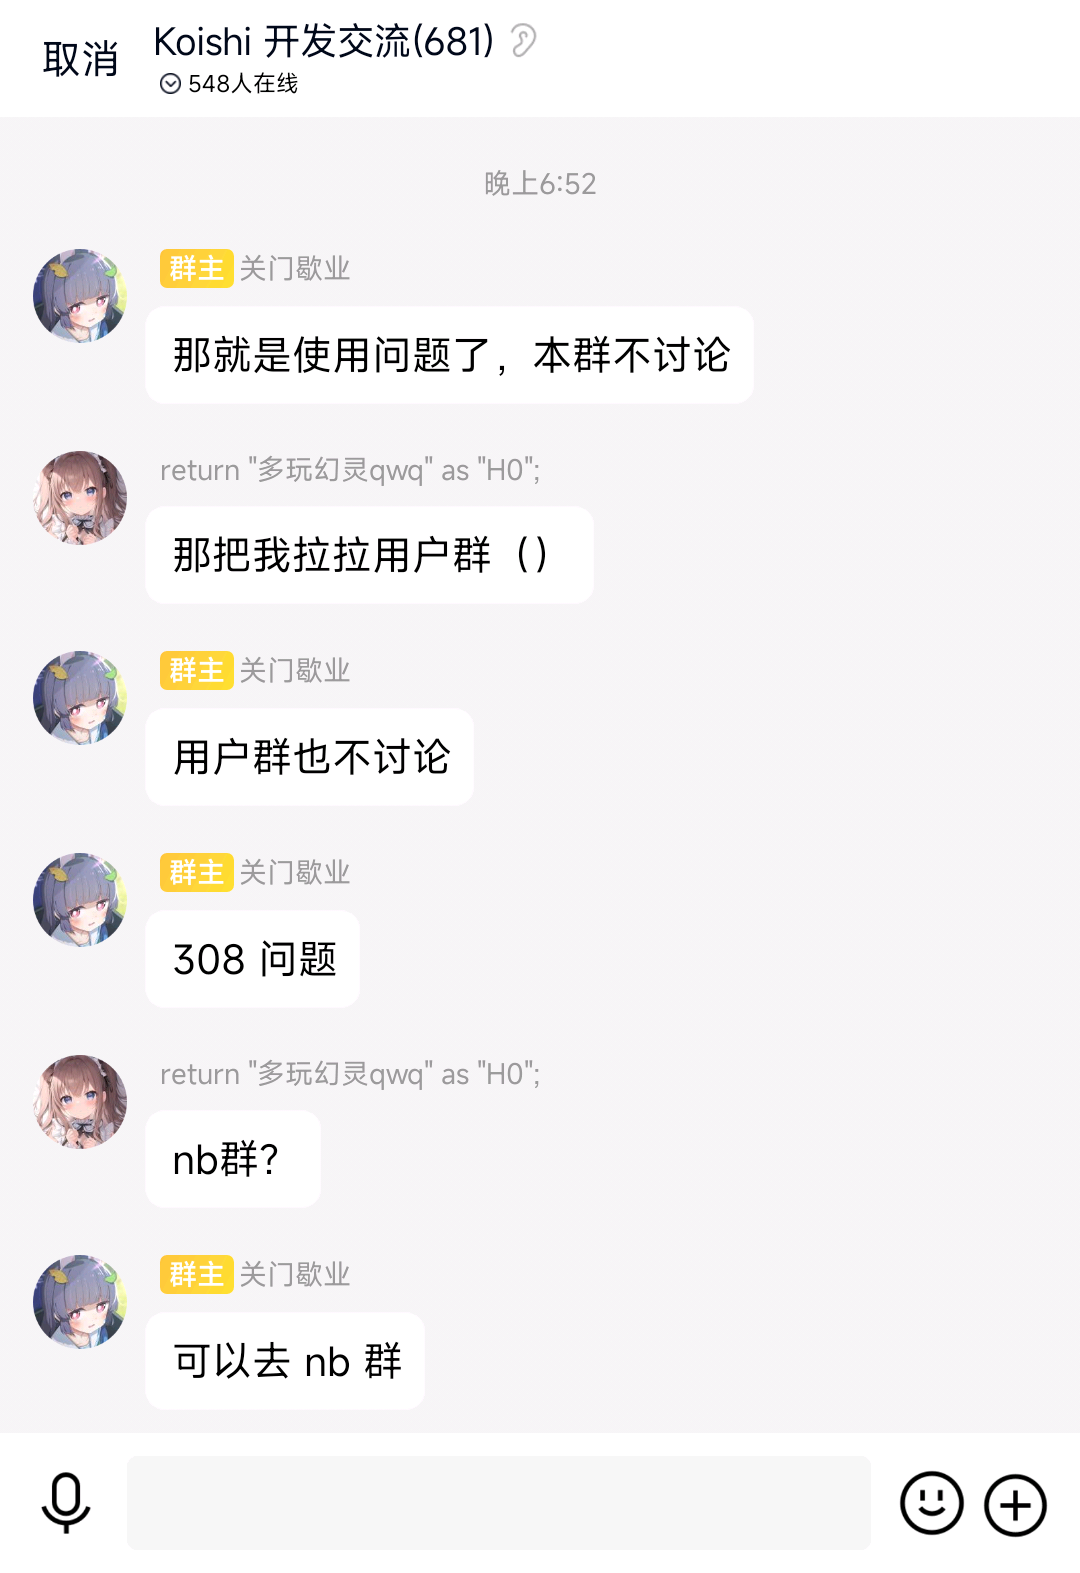 取消
Koishi 开发交流(681)
548人在线
晚上6:52
群主 关门歇业
那就是使用问题了，本群不讨论
return "多玩幻灵qwq" as "H0";
那把我拉拉用户群（）
群主 关门歇业
用户群也不讨论
群主 关门歇业
308 问题
return "多玩幻灵qwq" as "H0";
nb群？
群主 关门歇业
可以去 nb 群